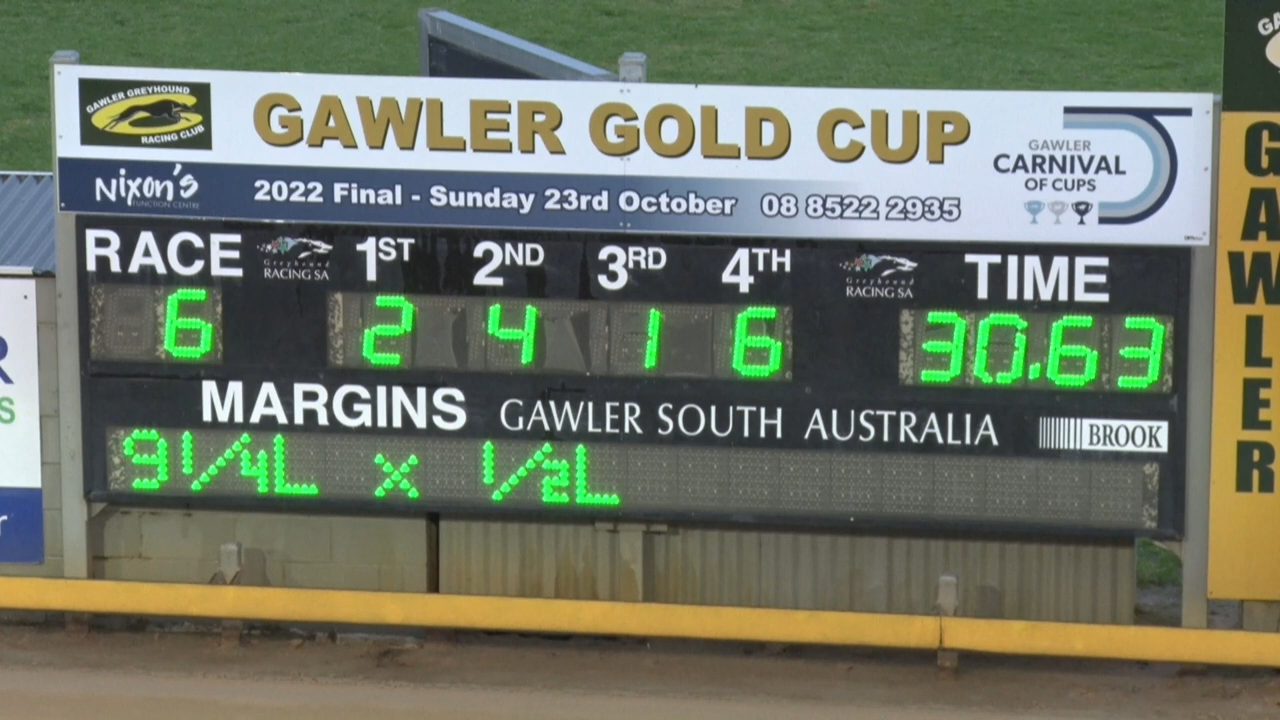 GAWLER GREYHOUND
RACING CLUB
GAWLER GOLD CUP
GAWLER
CARNIVAL
OF CUPS
Nixon's
FUNCTION CENTRE
2022 Final - Sunday 23rd October 08 8522 2935
RACE Greyhound RACING SA 1ST 2ND 3RD 4TH Greyhound RACING SA TIME
6 2 4 1 6 30.63
MARGINS GAWLER SOUTH AUSTRALIA BROOK
9 1/4L x 1/2L
GAWLER